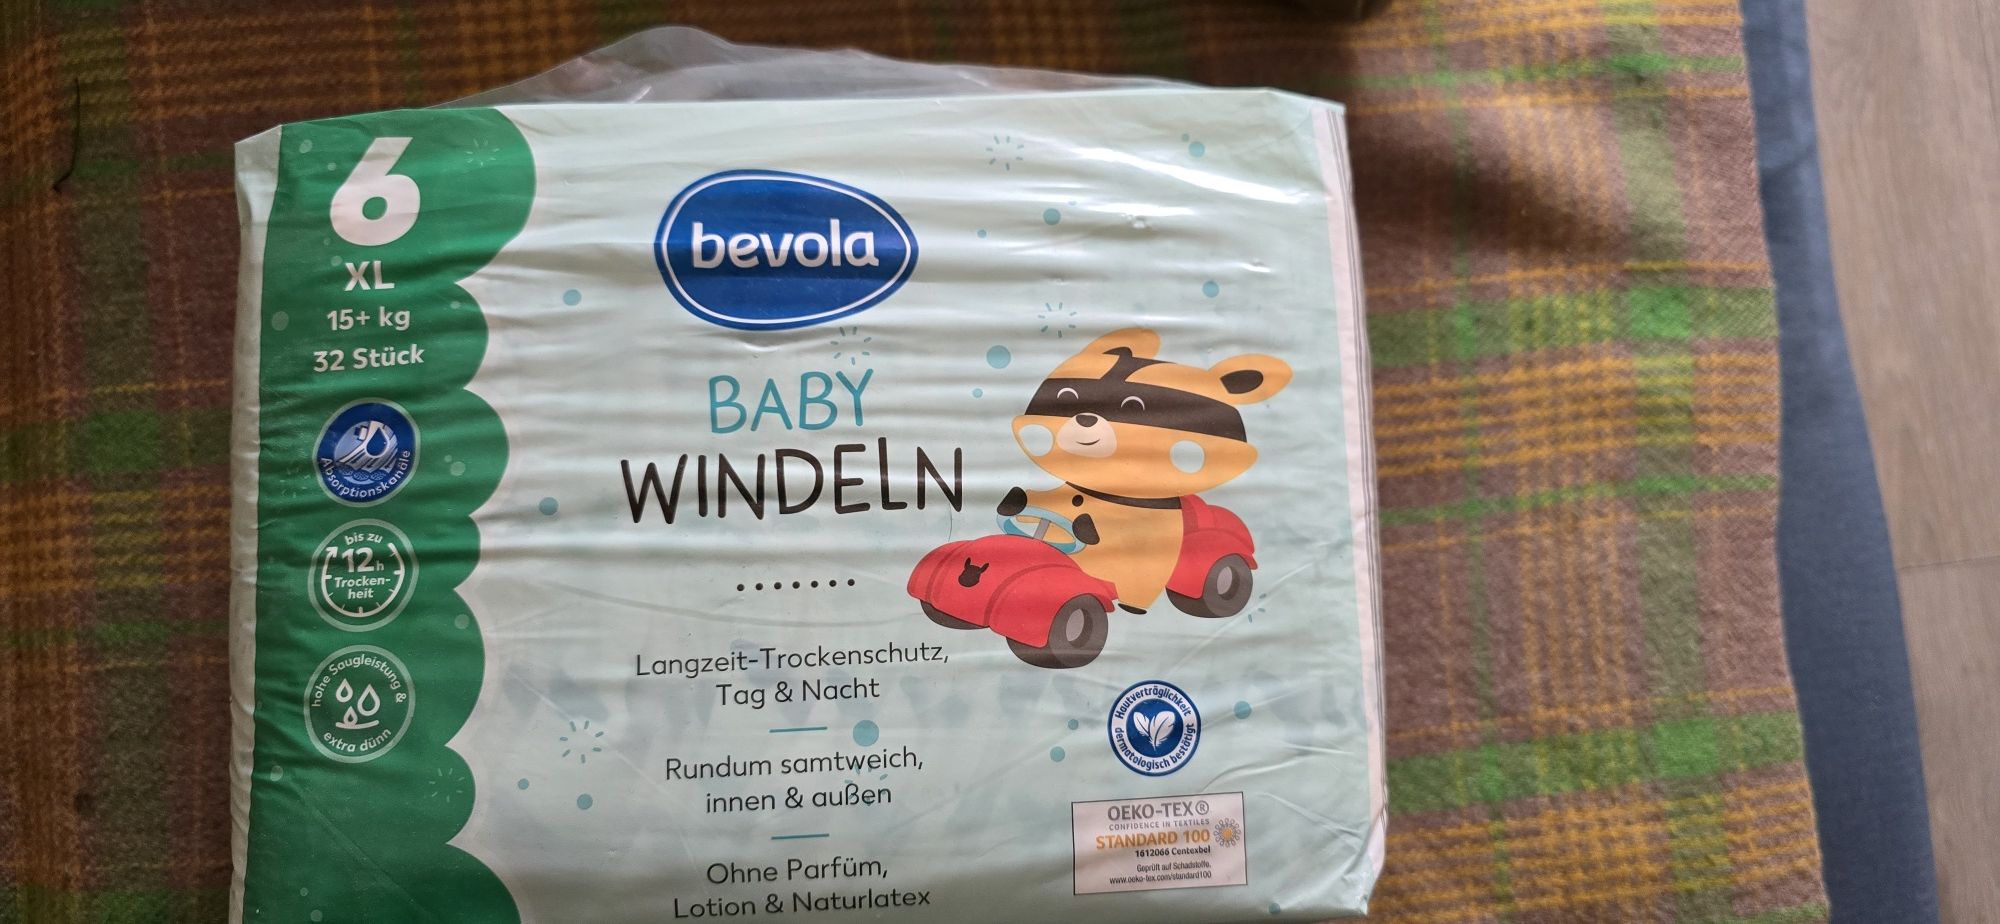 6
XL
15+ kg
32 Stück
Absorptionskanäle
bis zu
12h
Trocken-
heit
hohe Saugleistung &
extra dünn
bevola
BABY
WINDELN
Langzeit-Trockenschutz,
Tag & Nacht
Rundum samtweich,
innen & außen
Ohne Parfüm,
Lotion & Naturlatex
Hautverträglichkeit
dermatologisch bestätigt
OEKO-TEX®
CONFIDENCE IN TEXTILES
STANDARD 100
1612066 Centexbel
Geprüft auf Schadstoffe.
www.oeko-tex.com/standard100